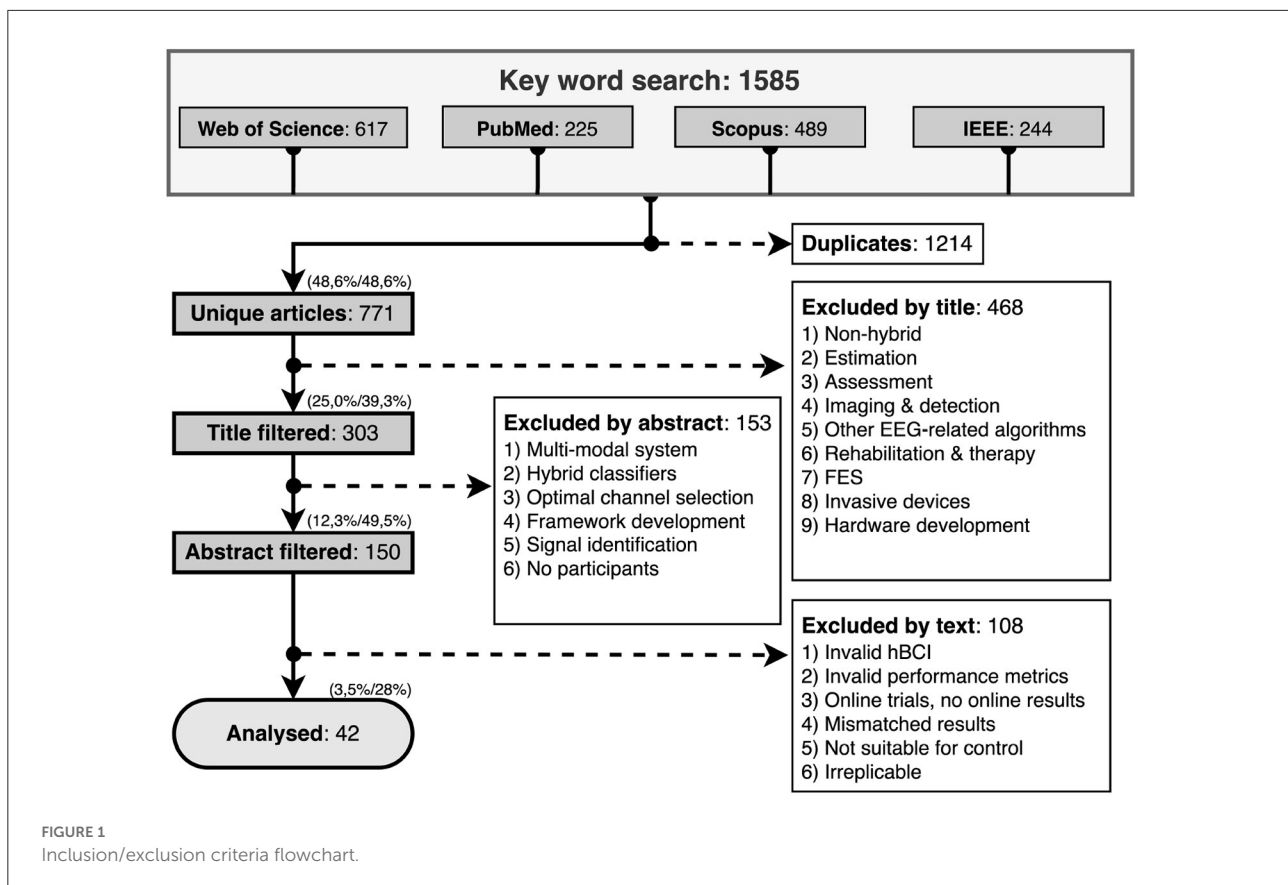 Key word search: 1585
Web of Science: 617
PubMed: 225
Scopus: 489
IEEE: 244
Duplicates: 1214
(48,6%/48,6%)
Unique articles: 771
Excluded by title: 468
1) Non-hybrid
2) Estimation
3) Assessment
4) Imaging & detection
5) Other EEG-related algorithms
6) Rehabilitation & therapy
7) FES
8) Invasive devices
9) Hardware development
(25,0%/39,3%)
Title filtered: 303
Excluded by abstract: 153
1) Multi-modal system
2) Hybrid classifiers
3) Optimal channel selection
4) Framework development
5) Signal identification
6) No participants
(12,3%/49,5%)
Abstract filtered: 150
Excluded by text: 108
1) Invalid hBCI
2) Invalid performance metrics
3) Online trials, no online results
4) Mismatched results
5) Not suitable for control
6) Irreplicable
(3,5%/28%)
Analysed: 42
FIGURE 1
Inclusion/exclusion criteria flowchart.